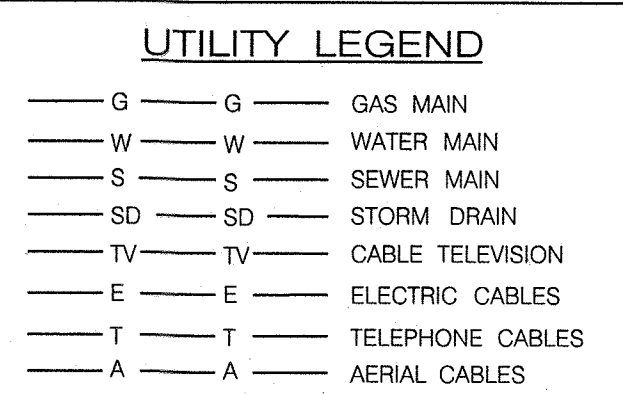 UTILITY LEGEND
G G GAS MAIN
W W WATER MAIN
S S SEWER MAIN
SD SD STORM DRAIN
TV TV CABLE TELEVISION
E E ELECTRIC CABLES
T T TELEPHONE CABLES
A A AERIAL CABLES